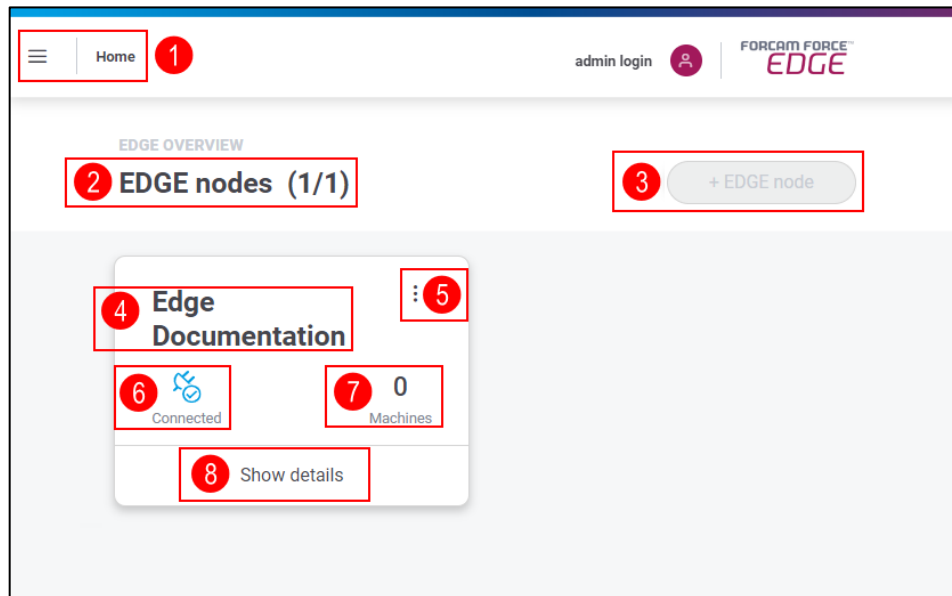 Home 1
admin login
FORCAM FORCE™
EDGE
EDGE OVERVIEW
2 EDGE nodes (1/1)
3 + EDGE node
4 Edge
Documentation
5
6 Connected
7 0
Machines
8 Show details